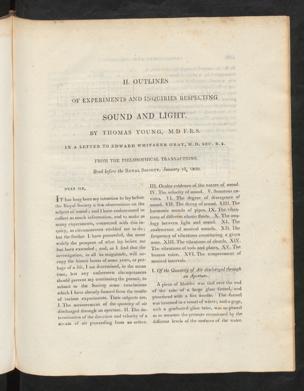 II. OUTLINES
OF EXPERIMENTS AND INQUIRIES RESPECTING
SOUND AND LIGHT.
BY THOMAS YOUNG, M.D F.R.S.
IN A LETTER TO EDWARD WHITAKER GRAY, M.D. SEC. R.S.
FROM THE PHILOSOPHICAL TRANSACTIONS.
Read before the ROYAL SOCIETY, January 16, 1800.
DEAR SIR,
IT has long been my intention to lay before
the Royal Society a few observations on the
subject of sound; and I have endeavoured to
collect as much information, and to make as
many experiments, connected with this in-
quiry, as circumstances enabled me to do;
but the further I have proceeded, the more
widely the prospect of what lay before me
has been extended; and, as I find that the
investigation, in all its magnitude, will oc-
cupy the leisure hours of some years, or per-
haps of a life, I am determined, in the mean
time, lest any unforeseen circumstances
should prevent my continuing the pursuit, to
submit to the Society some conclusions
which I have already formed from the results
of various experiments. Their subjects are,
I. The measurement of the quantity of air
discharged through an aperture. II. The de-
termination of the direction and velocity of a
stream of air proceeding from an orifice.
III. Ocular evidence of the nature of sound.
IV. The velocity of sound. V. Sonorous ca-
vities. VI. The degree of divergence of
sound. VII. The decay of sound. VIII. The
harmonic sounds of pipes. IX. The vibra-
tions of different elastic fluids. X. The ana-
logy between light and sound. XI. The
coalescence of musical sounds. XII. The
frequency of vibrations constituting a given
note. XIII. The vibrations of chords. XIV.
The vibrations of rods and plates. XV. The
human voice. XVI. The temperament of
musical intervals.
I. Of the Quantity of Air discharged through
an Aperture.
A piece of bladder was tied over the end
of the tube of a large glass funnel, and
punctured with a hot needle. The funnel
was inverted in a vessel of water; and a gage,
with a graduated glass tube, was so placed
as to measure the pressure occasioned by the
different levels of the surfaces of the water.